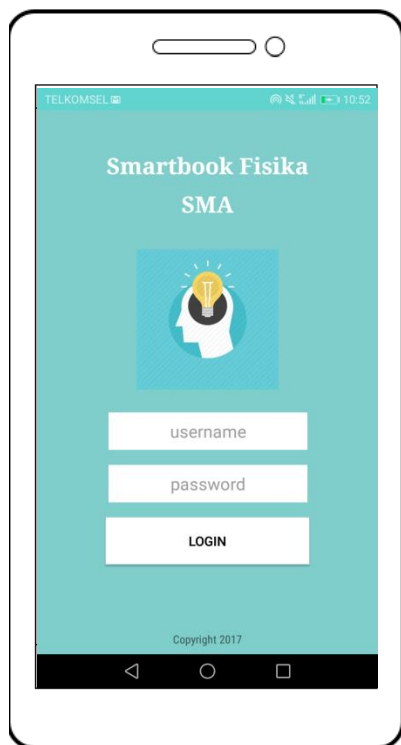 TELKOMSEL 10:52
Smartbook Fisika
SMA
username
password
LOGIN
Copyright 2017